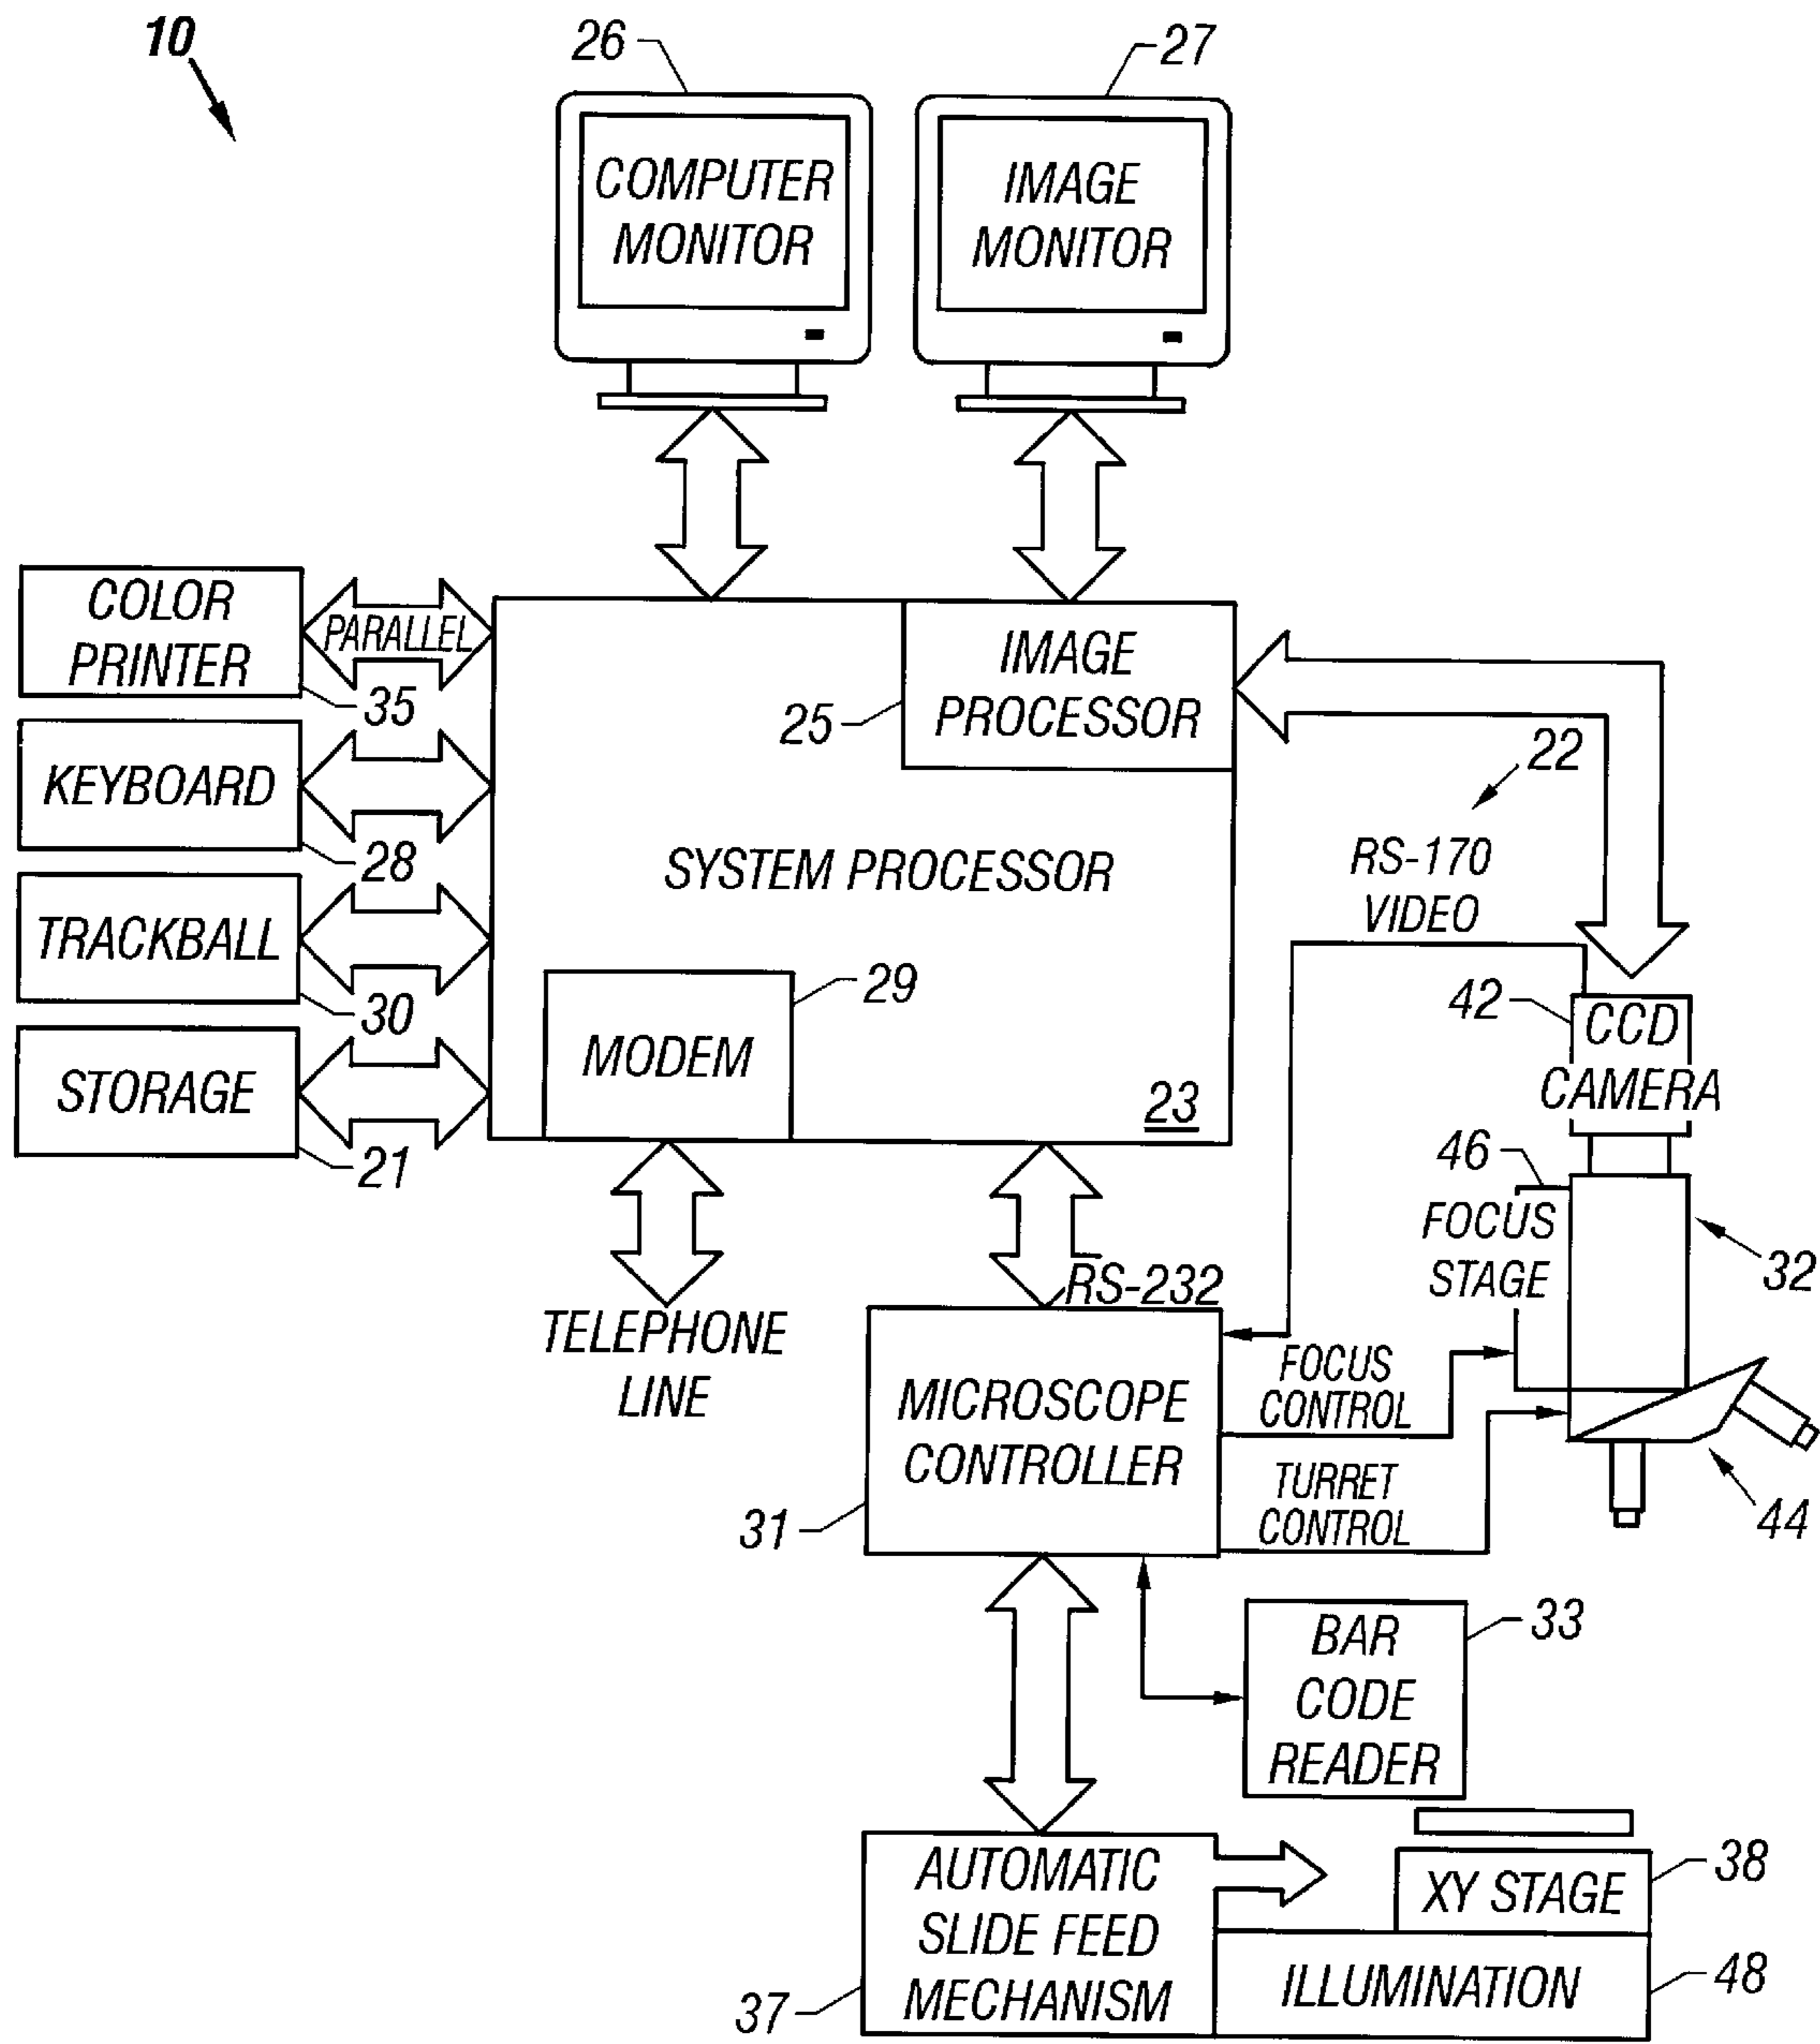 10
26
27
COMPUTER
MONITOR
IMAGE
MONITOR
COLOR
PRINTER
PARALLEL
35
IMAGE
PROCESSOR
25
22
KEYBOARD
28
SYSTEM PROCESSOR
RS-170
VIDEO
TRACKBALL
30
29
MODEM
23
42
CCD
CAMERA
STORAGE
21
46
FOCUS
STAGE
32
TELEPHONE
LINE
RS-232
MICROSCOPE
CONTROLLER
31
FOCUS
CONTROL
TURRET
CONTROL
44
BAR
CODE
READER
33
AUTOMATIC
SLIDE FEED
MECHANISM
37
XY STAGE
38
ILLUMINATION
48